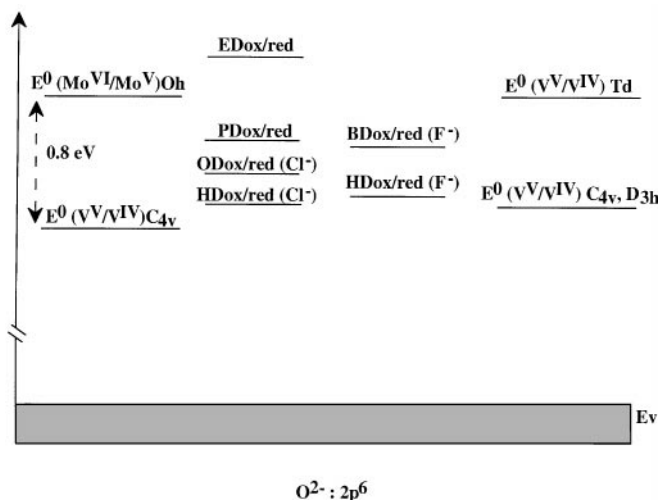 EDox/red
E⁰ (Moⱽᴵ/Moⱽ)Oh
E⁰ (Vⱽ/Vᴵⱽ) Td
PDox/red
BDox/red (F⁻)
0.8 eV
ODox/red (Cl⁻)
HDox/red (Cl⁻)
HDox/red (F⁻)
E⁰ (Vⱽ/Vᴵⱽ) C₄ᵥ, D₃ₕ
E⁰ (Vⱽ/Vᴵⱽ)C₄ᵥ
Ev
O²⁻ : 2p⁶